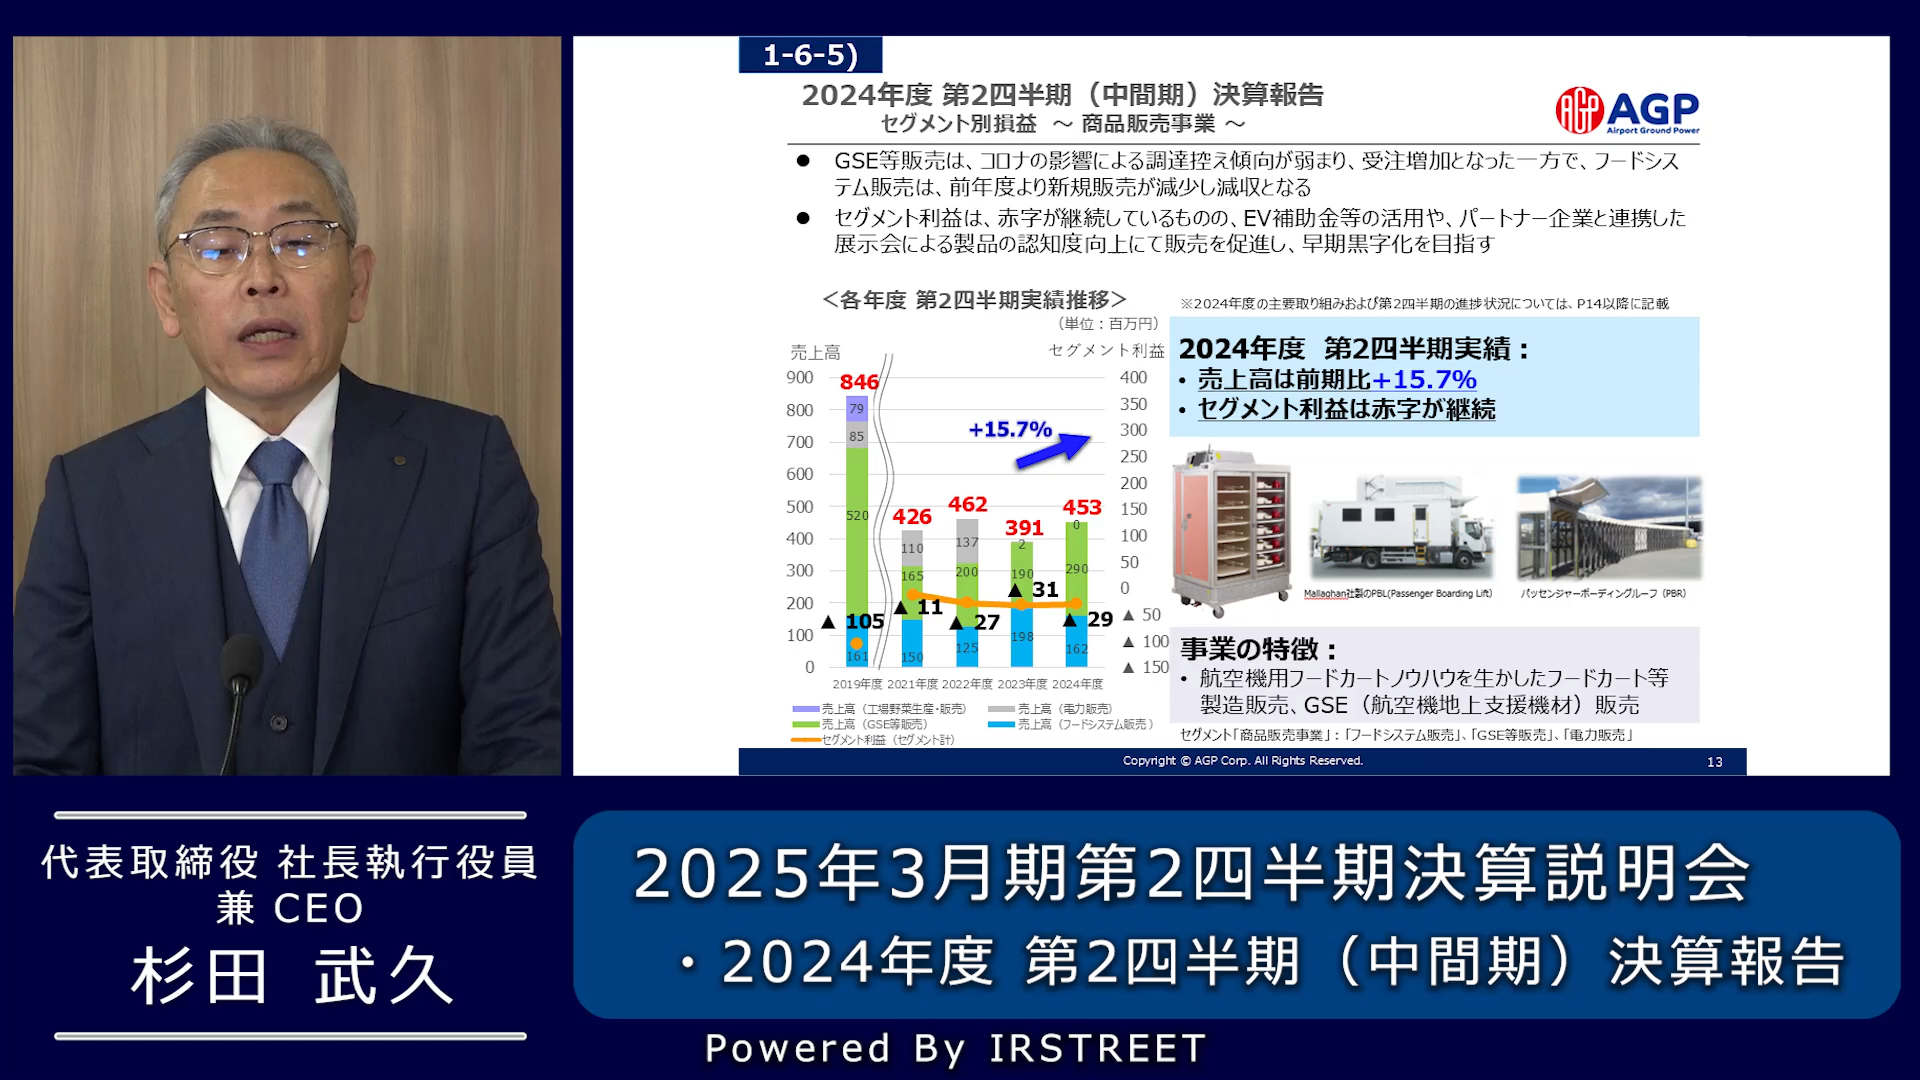 1-6-5)
2024年度 第2四半期（中間期）決算報告
セグメント別損益 ～ 商品販売事業 ～
AGP
AGP
Airport Ground Power
● GSE等販売は、コロナの影響による調達控え傾向が弱まり、受注増加となった一方で、フードシス
テム販売は、前年度より新規販売が減少し減収となる
● セグメント利益は、赤字が継続しているものの、EV補助金等の活用や、パートナー企業と連携した
展示会による製品の認知度向上にて販売を促進し、早期黒字化を目指す
＜各年度 第2四半期実績推移＞
（単位：百万円）
売上高
セグメント利益
900
800
700
600
500
400
300
200
100
0
846
79
85
520
▲ 105
161
426
110
165
▲ 11
150
462
137
200
▲ 27
125
391
2
190
▲ 31
198
+15.7%
453
0
290
▲ 29
162
400
350
300
250
200
150
100
50
0
▲ 50
▲ 100
▲ 150
2019年度 2021年度 2022年度 2023年度 2024年度
売上高（工場野菜生産・販売） 売上高（電力販売）
売上高（GSE等販売） 売上高（フードシステム販売）
セグメント利益（セグメント計）
※2024年度の主要取り組みおよび第2四半期の進捗状況については、P14以降に記載
2024年度 第2四半期実績：
• 売上高は前期比+15.7%
• セグメント利益は赤字が継続
Mallaghan社製のPBL(Passenger Boarding Lift)
パッセンジャーボーディングルーフ（PBR）
事業の特徴：
• 航空機用フードカートノウハウを生かしたフードカート等
製造販売、GSE（航空機地上支援機材）販売
セグメント「商品販売事業」：「フードシステム販売」、「GSE等販売」、「電力販売」
Copyright © AGP Corp. All Rights Reserved.
13
代表取締役 社長執行役員
兼 CEO
杉田 武久
2025年3月期第2四半期決算説明会
・2024年度 第2四半期（中間期）決算報告
Powered By IRSTREET